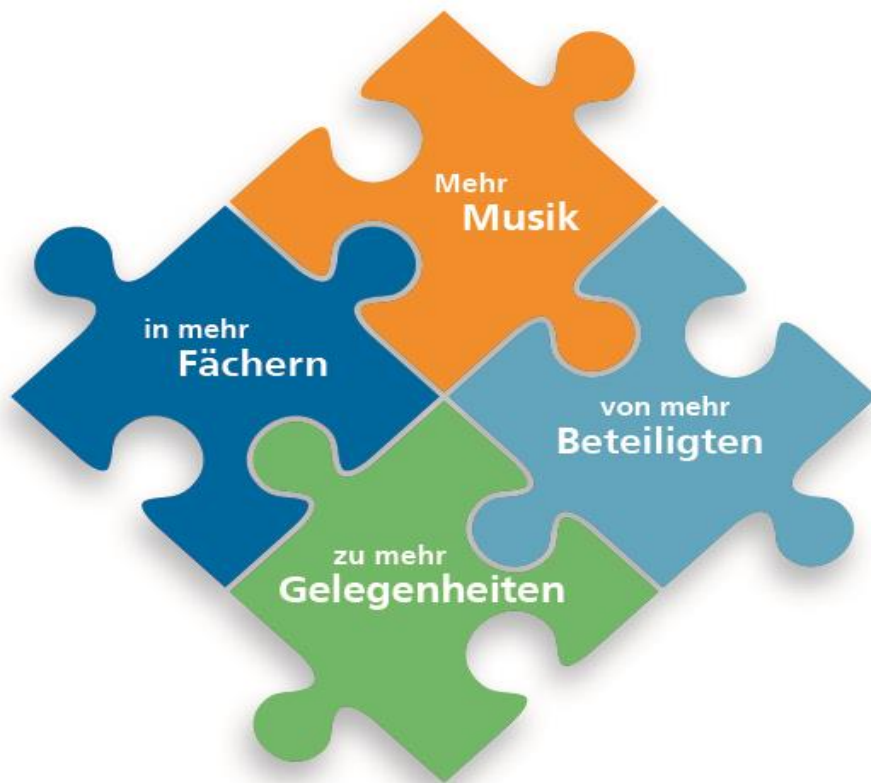 Mehr
Musik
in mehr
Fächern
von mehr
Beteiligten
zu mehr
Gelegenheiten